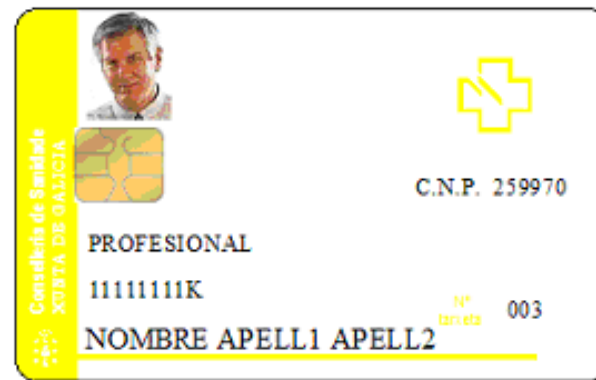 Consellería de Sanidade
XUNTA DE GALICIA
C.N.P. 259970
PROFESIONAL
11111111K
Nº
tarxeta
003
NOMBRE APELL1 APELL2